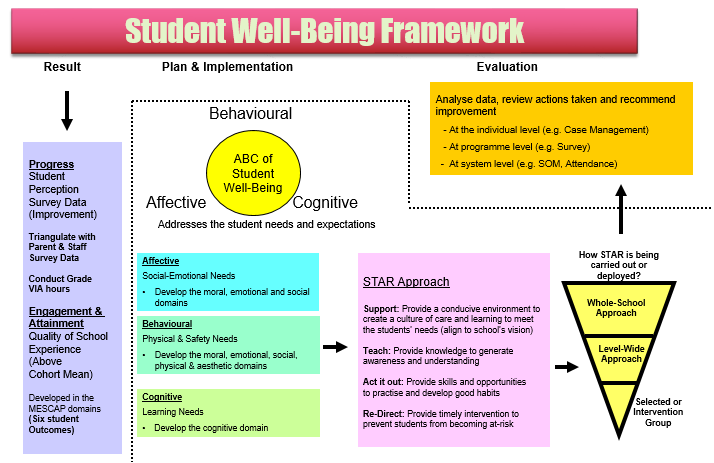 Student Well-Being Framework
Result
Plan & Implementation
Evaluation
Progress
Student
Perception
Survey Data
(Improvement)
Triangulate with
Parent & Staff
Survey Data
Conduct Grade
VIA hours
Engagement &
Attainment
Quality of School
Experience
(Above
Cohort Mean)
Developed in the
MESCAP domains
(Six student
Outcomes)
Behavioural
ABC of
Student
Well-Being
Affective
Cognitive
Addresses the student needs and expectations
Affective
Social-Emotional Needs
• Develop the moral, emotional and social
domains
Behavioural
Physical & Safety Needs
• Develop the moral, emotional, social,
physical & aesthetic domains
Cognitive
Learning Needs
• Develop the cognitive domain
STAR Approach
Support: Provide a conducive environment to
create a culture of care and learning to meet
the students' needs (align to school's vision)
Teach: Provide knowledge to generate
awareness and understanding
Act it out: Provide skills and opportunities
to practise and develop good habits
Re-Direct: Provide timely intervention to
prevent students from becoming at-risk
Analyse data, review actions taken and recommend
improvement
- At the individual level (e.g. Case Management)
- At programme level (e.g. Survey)
- At system level (e.g. SOM, Attendance)
How STAR is being
carried out or
deployed?
Whole-School
Approach
Level-Wide
Approach
Selected or
Intervention
Group